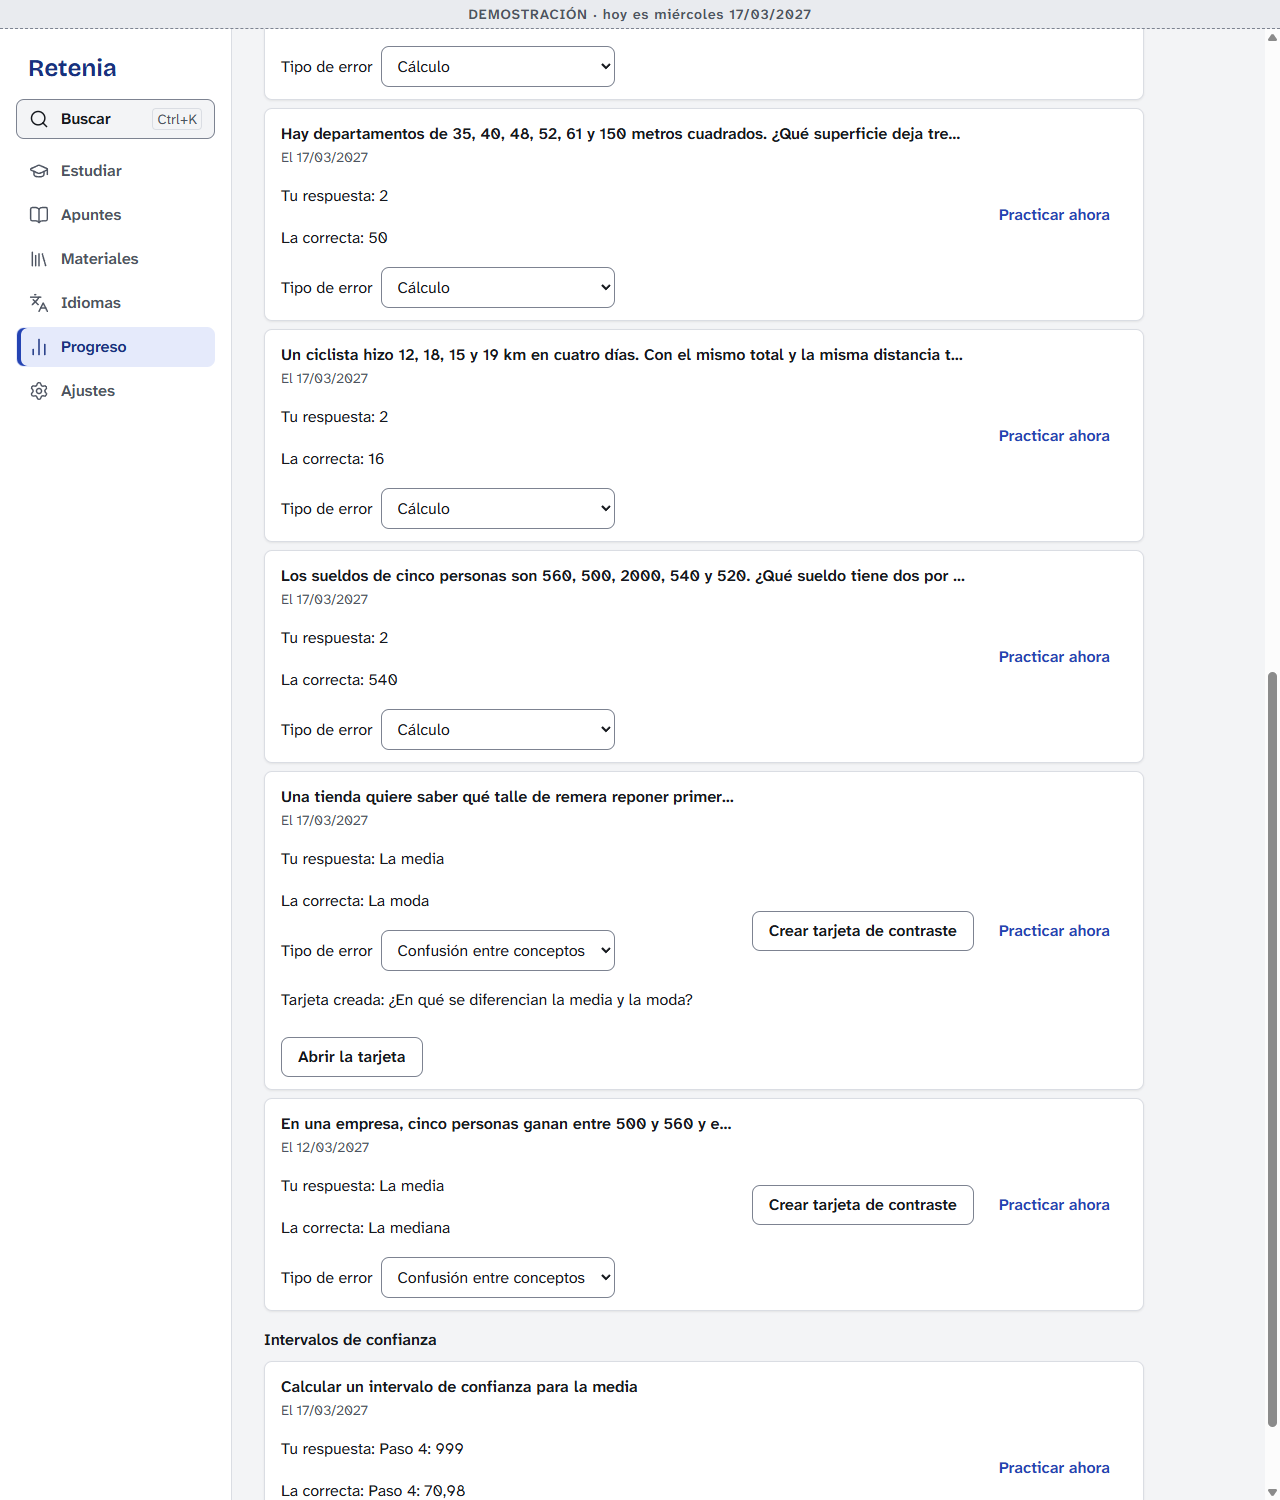 DEMOSTRACIÓN · hoy es miércoles 17/03/2027
Retenia
Buscar Ctrl+K
Estudiar
Apuntes
Materiales
Idiomas
Progreso
Ajustes
Tipo de error Cálculo
Hay departamentos de 35, 40, 48, 52, 61 y 150 metros cuadrados. ¿Qué superficie deja tre...
El 17/03/2027
Tu respuesta: 2
Practicar ahora
La correcta: 50
Tipo de error Cálculo
Un ciclista hizo 12, 18, 15 y 19 km en cuatro días. Con el mismo total y la misma distancia t...
El 17/03/2027
Tu respuesta: 2
Practicar ahora
La correcta: 16
Tipo de error Cálculo
Los sueldos de cinco personas son 560, 500, 2000, 540 y 520. ¿Qué sueldo tiene dos por ...
El 17/03/2027
Tu respuesta: 2
Practicar ahora
La correcta: 540
Tipo de error Cálculo
Una tienda quiere saber qué talle de remera reponer primer...
El 17/03/2027
Tu respuesta: La media
La correcta: La moda
Crear tarjeta de contraste Practicar ahora
Tipo de error Confusión entre conceptos
Tarjeta creada: ¿En qué se diferencian la media y la moda?
Abrir la tarjeta
En una empresa, cinco personas ganan entre 500 y 560 y e...
El 12/03/2027
Tu respuesta: La media
Crear tarjeta de contraste Practicar ahora
La correcta: La mediana
Tipo de error Confusión entre conceptos
Intervalos de confianza
Calcular un intervalo de confianza para la media
El 17/03/2027
Tu respuesta: Paso 4: 999
Practicar ahora
La correcta: Paso 4: 70,98